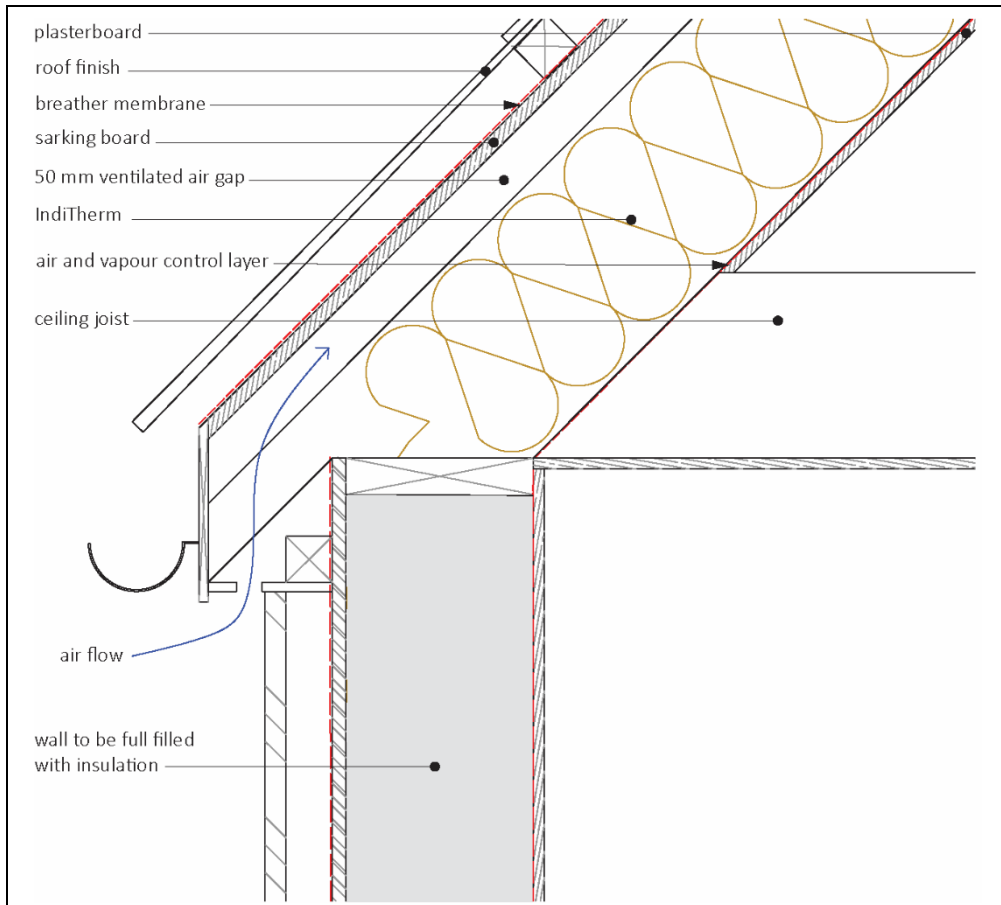 plasterboard
roof finish
breather membrane
sarking board
50 mm ventilated air gap
IndiTherm
air and vapour control layer
ceiling joist
air flow
wall to be full filled
with insulation